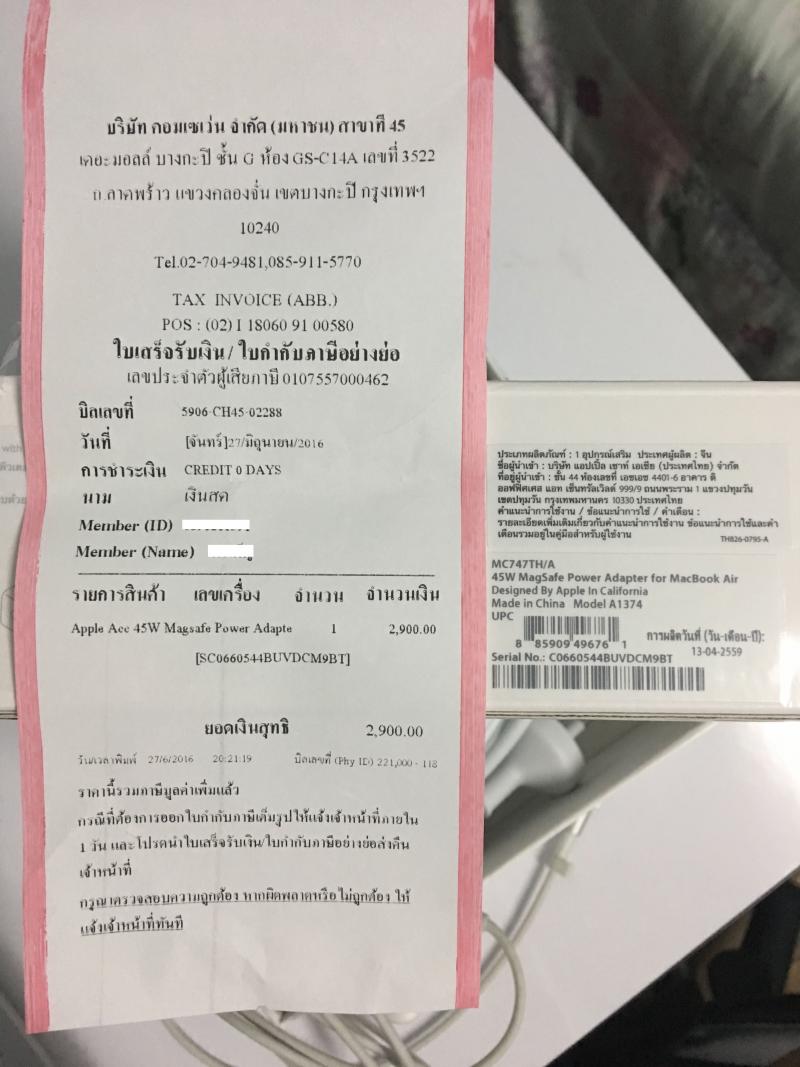 บริษัท คอมเซเว่น จำกัด (มหาชน) สาขาที่ 45
เดอะมอลล์ บางกะปิ ชั้น G ห้อง GS-C14A เลขที่ 3522
ถ.ลาดพร้าว แขวงคลองจั่น เขตบางกะปิ กรุงเทพฯ
10240
Tel.02-704-9481,085-911-5770
TAX INVOICE (ABB.)
POS : (02) I 18060 91 00580
ใบเสร็จรับเงิน / ใบกำกับภาษีอย่างย่อ
เลขประจำตัวผู้เสียภาษี 0107557000462
บิลเลขที่ 5906-CH45-02288
วันที่ [จันทร์]27/มิถุนายน/2016
การชำระเงิน CREDIT 0 DAYS
นาม เงินสด
Member (ID)
Member (Name)
รายการสินค้า เลขเครื่อง จำนวน จำนวนเงิน
Apple Acc 45W Magsafe Power Adapte 1 2,900.00
[SC0660544BUVDCM9BT]
ยอดเงินสุทธิ 2,900.00
วัน/เวลาพิมพ์ 27/6/2016 20:21:19 บิลเลขที่ (Phy ID) 221,000 - 118
ราคานี้รวมภาษีมูลค่าเพิ่มแล้ว
กรณีที่ต้องการออกใบกำกับภาษีเต็มรูปให้แจ้งเจ้าหน้าที่ภายใน
1 วัน และโปรดนำใบเสร็จรับเงิน/ใบกำกับภาษีอย่างย่อส่งคืน
เจ้าหน้าที่
กรุณาตรวจสอบความถูกต้อง หากผิดพลาดหรือไม่ถูกต้อง ให้
แจ้งเจ้าหน้าที่ทันที
ประเภทผลิตภัณฑ์ : 1 อุปกรณ์เสริม ประเทศผู้ผลิต : จีน
ชื่อผู้นำเข้า : บริษัท แอปเปิ้ล เซาท์ เอเชีย (ประเทศไทย) จำกัด
ที่อยู่ผู้นำเข้า : ชั้น 44 ห้องเลขที่ เอชเอช 4401-6 อาคาร ดิ
ออฟฟิศเศส แอท เซ็นทรัลเวิลด์ 999/9 ถนนพระราม 1 แขวงปทุมวัน
เขตปทุมวัน กรุงเทพมหานคร 10330 ประเทศไทย
คำแนะนำการใช้งาน / ข้อแนะนำการใช้ / คำเตือน :
รายละเอียดเพิ่มเติมเกี่ยวกับคำแนะนำการใช้งาน ข้อแนะนำการใช้และคำ
เตือนรวมอยู่ในคู่มือสำหรับผู้ใช้งาน
TH826-0795-A
MC747TH/A
45W MagSafe Power Adapter for MacBook Air
Designed By Apple In California
Made in China Model A1374
UPC
8 85909 49676 1
การผลิตวันที่ (วัน-เดือน-ปี):
13-04-2559
Serial No.: C0660544BUVDCM9BT